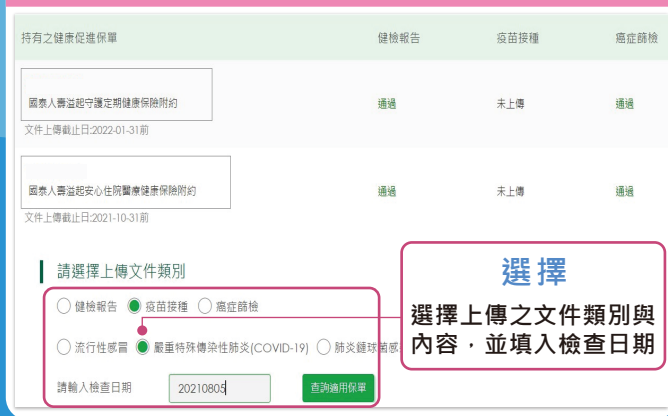 持有之健康促進保單 健檢報告 疫苗接種 癌症篩檢
國泰人壽溢起守護定期健康保險附約 通過 未上傳 通過
文件上傳截止日:2022-01-31前
國泰人壽溢起安心住院醫療健康保險附約 通過 未上傳 通過
文件上傳截止日:2021-10-31前
請選擇上傳文件類別
健檢報告 疫苗接種 癌症篩檢
流行性感冒 嚴重特殊傳染性肺炎(COVID-19) 肺炎鏈球菌感
請輸入檢查日期 20210805 查詢適用保單
選擇
選擇上傳之文件類別與
內容，並填入檢查日期